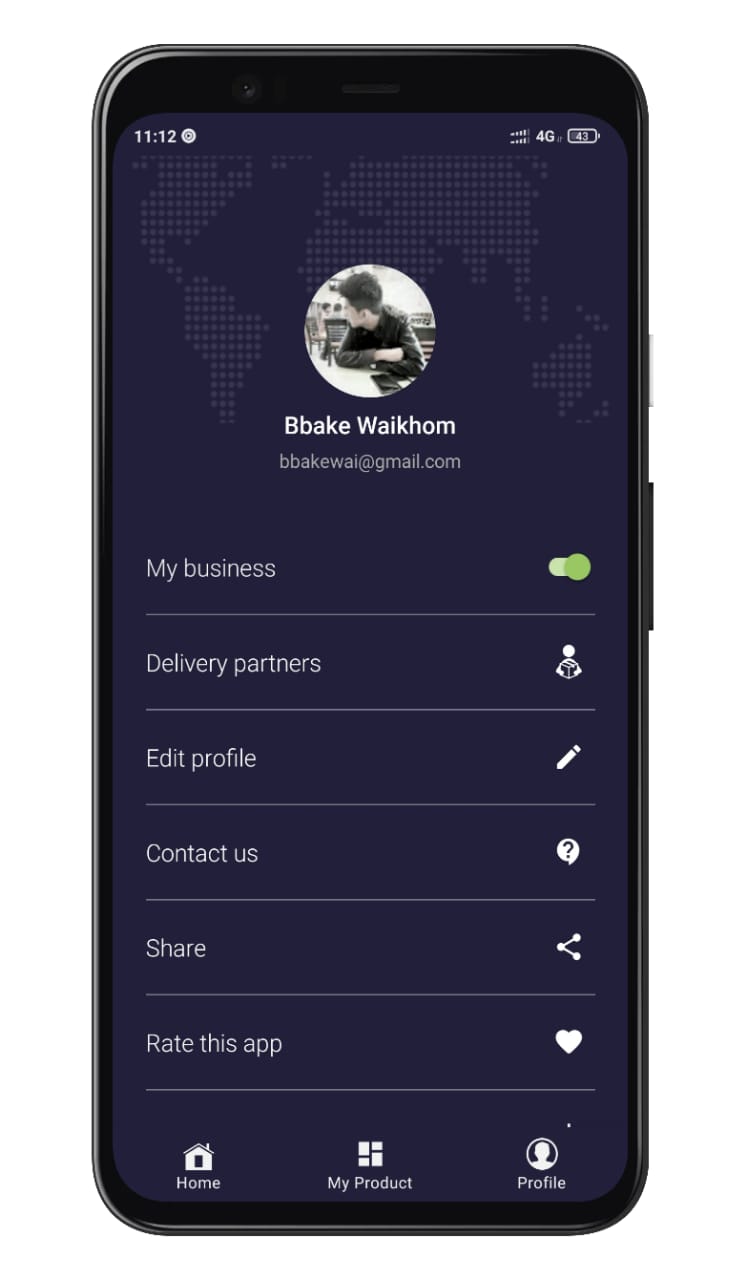 11:12
4G 43
Bbake Waikhom
bbakewai@gmail.com
My business
Delivery partners
Edit profile
Contact us
Share
Rate this app
Home
My Product
Profile